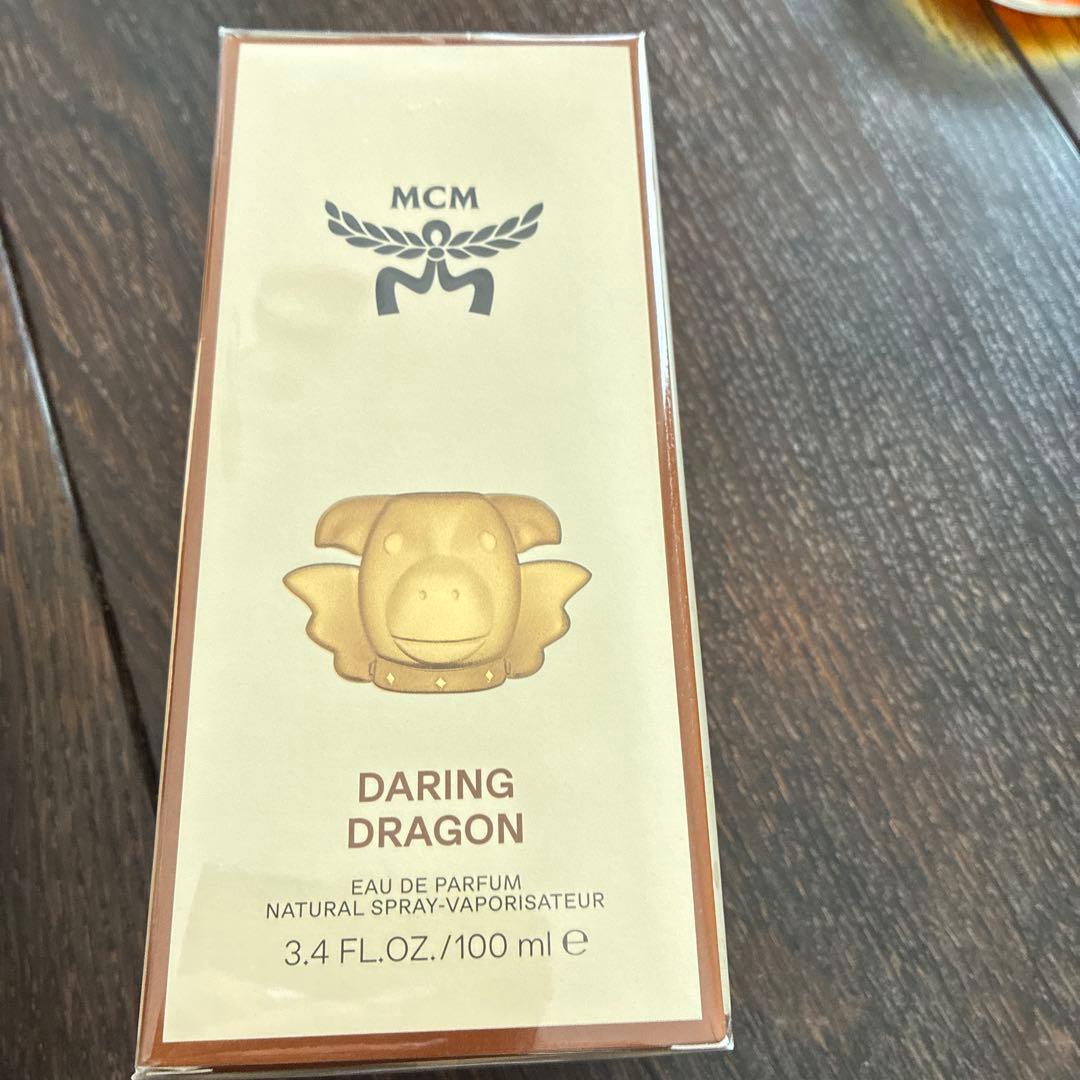 MCM
DARING
DRAGON
EAU DE PARFUM
NATURAL SPRAY-VAPORISATEUR
3.4 FL.OZ./100 ml ℮